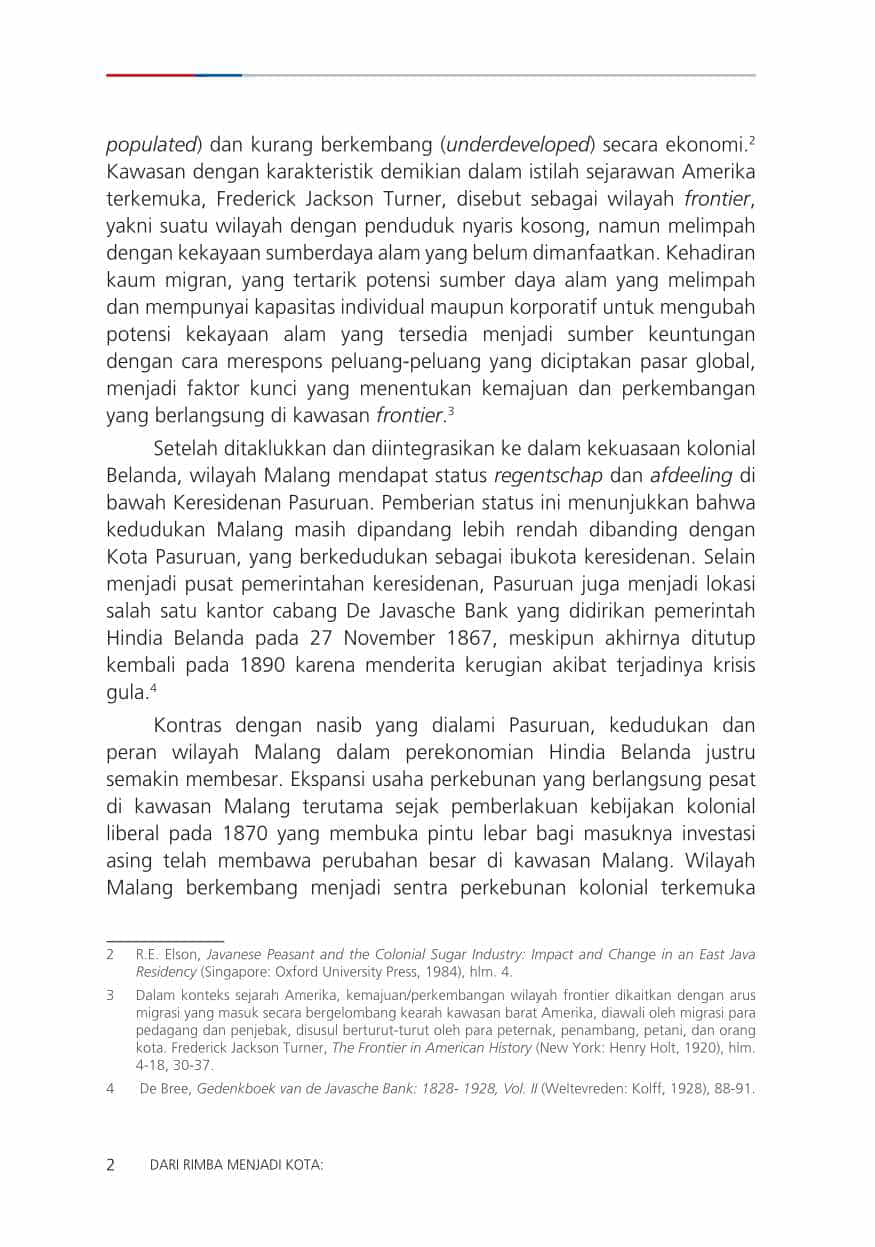 populated) dan kurang berkembang (underdeveloped) secara ekonomi.2
Kawasan dengan karakteristik demikian dalam istilah sejarawan Amerika
terkemuka, Frederick Jackson Turner, disebut sebagai wilayah frontier,
yakni suatu wilayah dengan penduduk nyaris kosong, namun melimpah
dengan kekayaan sumberdaya alam yang belum dimanfaatkan. Kehadiran
kaum migran, yang tertarik potensi sumber daya alam yang melimpah
dan mempunyai kapasitas individual maupun korporatif untuk mengubah
potensi kekayaan alam yang tersedia menjadi sumber keuntungan
dengan cara merespons peluang-peluang yang diciptakan pasar global,
menjadi faktor kunci yang menentukan kemajuan dan perkembangan
yang berlangsung di kawasan frontier.3
Setelah ditaklukkan dan diintegrasikan ke dalam kekuasaan kolonial
Belanda, wilayah Malang mendapat status regentschap dan afdeeling di
bawah Keresidenan Pasuruan. Pemberian status ini menunjukkan bahwa
kedudukan Malang masih dipandang lebih rendah dibanding dengan
Kota Pasuruan, yang berkedudukan sebagai ibukota keresidenan. Selain
menjadi pusat pemerintahan keresidenan, Pasuruan juga menjadi lokasi
salah satu kantor cabang De Javasche Bank yang didirikan pemerintah
Hindia Belanda pada 27 November 1867, meskipun akhirnya ditutup
kembali pada 1890 karena menderita kerugian akibat terjadinya krisis
gula.4
Kontras dengan nasib yang dialami Pasuruan, kedudukan dan
peran wilayah Malang dalam perekonomian Hindia Belanda justru
semakin membesar. Ekspansi usaha perkebunan yang berlangsung pesat
di kawasan Malang terutama sejak pemberlakuan kebijakan kolonial
liberal pada 1870 yang membuka pintu lebar bagi masuknya investasi
asing telah membawa perubahan besar di kawasan Malang. Wilayah
Malang berkembang menjadi sentra perkebunan kolonial terkemuka
2 R.E. Elson, Javanese Peasant and the Colonial Sugar Industry: Impact and Change in an East Java
Residency (Singapore: Oxford University Press, 1984), hlm. 4.
3 Dalam konteks sejarah Amerika, kemajuan/perkembangan wilayah frontier dikaitkan dengan arus
migrasi yang masuk secara bergelombang kearah kawasan barat Amerika, diawali oleh migrasi para
pedagang dan penjebak, disusul berturut-turut oleh para peternak, penambang, petani, dan orang
kota. Frederick Jackson Turner, The Frontier in American History (New York: Henry Holt, 1920), hlm.
4-18, 30-37.
4 De Bree, Gedenkboek van de Javasche Bank: 1828- 1928, Vol. II (Weltevreden: Kolff, 1928), 88-91.
2 DARI RIMBA MENJADI KOTA: